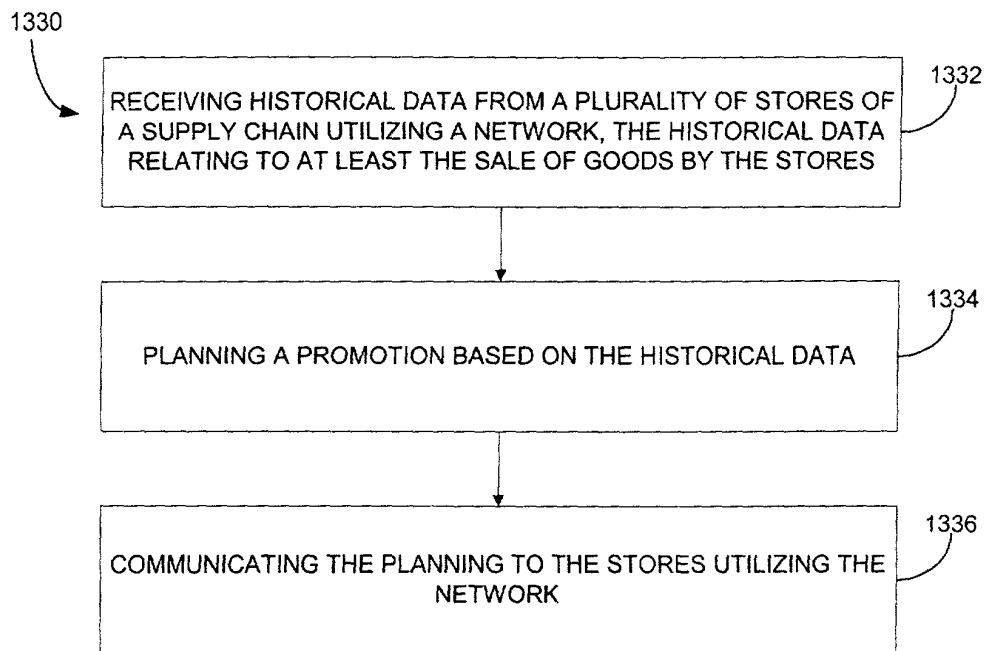 1330
1332
RECEIVING HISTORICAL DATA FROM A PLURALITY OF STORES OF
A SUPPLY CHAIN UTILIZING A NETWORK, THE HISTORICAL DATA
RELATING TO AT LEAST THE SALE OF GOODS BY THE STORES
1334
PLANNING A PROMOTION BASED ON THE HISTORICAL DATA
1336
COMMUNICATING THE PLANNING TO THE STORES UTILIZING THE
NETWORK